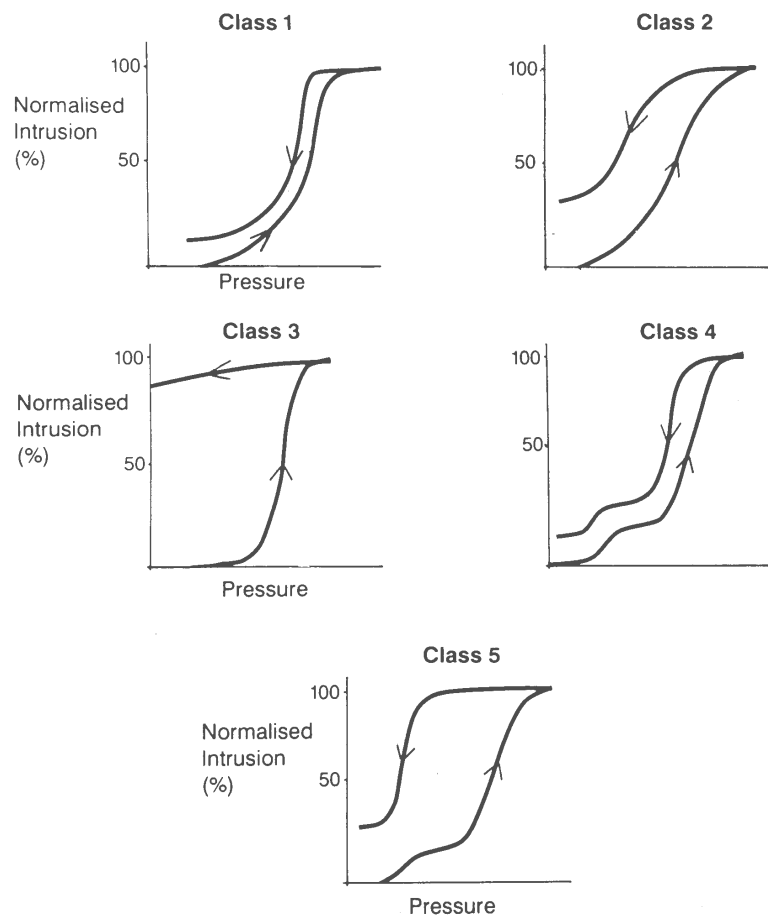 Class 1
100
Normalised
Intrusion
(%)
50
Pressure
Class 2
100
50
Class 3
100
Normalised
Intrusion
(%)
50
Pressure
Class 4
100
50
Class 5
100
Normalised
Intrusion
(%)
50
Pressure